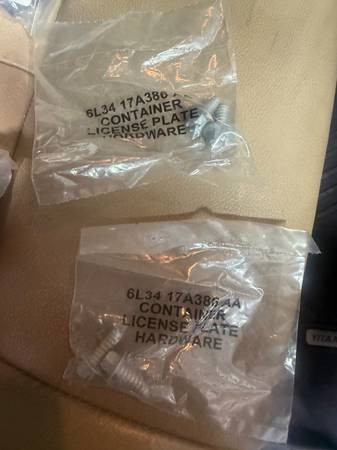 6L34 17A386 AA
CONTAINER
LICENSE PLATE
HARDWARE
6L34 17A386 AA
CONTAINER
LICENSE PLATE
HARDWARE